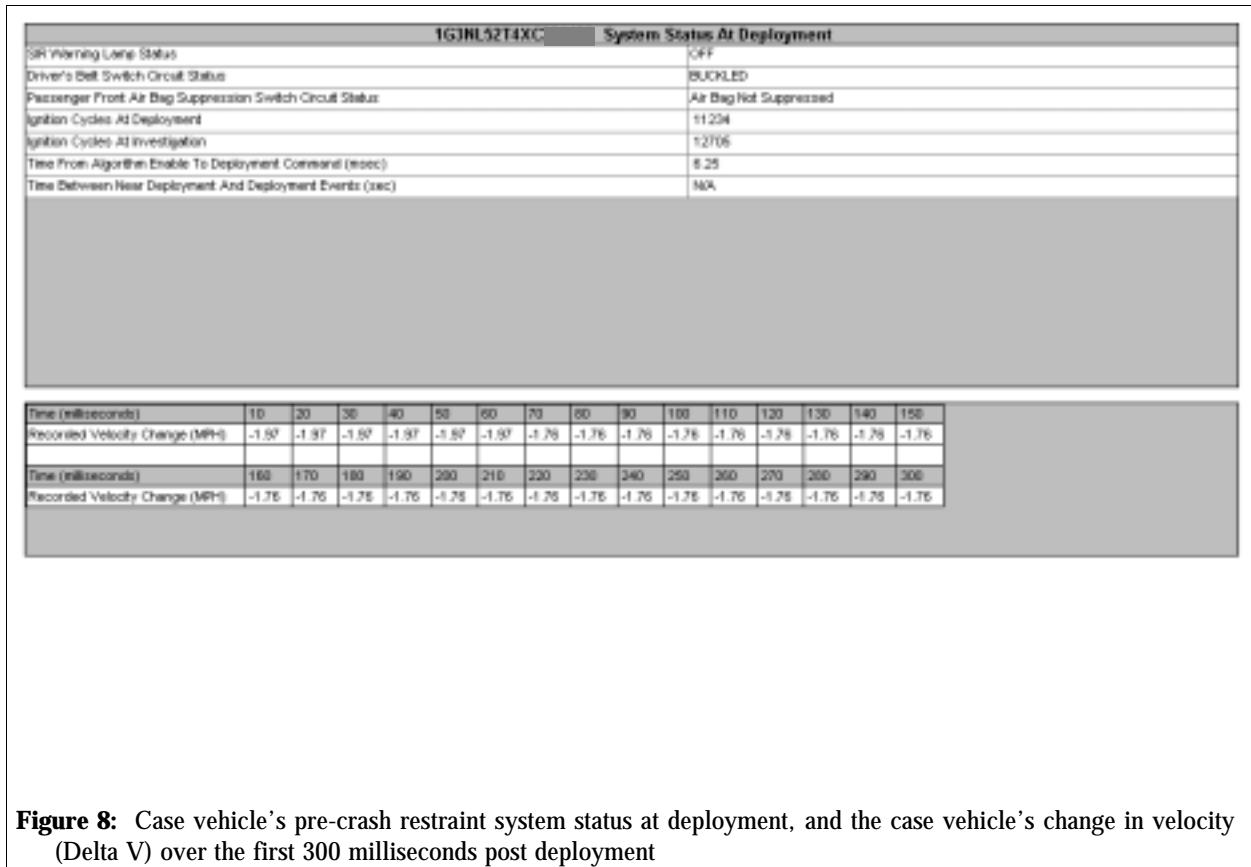 1G3NL52T4XC System Status At Deployment
SIR Warning Lamp Status OFF
Driver's Belt Switch Circuit Status BUCKLED
Passenger Front Air Bag Suppression Switch Circuit Status Air Bag Not Suppressed
Ignition Cycles At Deployment 11234
Ignition Cycles At Investigation 12705
Time From Algorithm Enable To Deployment Command (msec) 6.25
Time Between Near Deployment And Deployment Events (sec) N/A
Time (milliseconds) 10 20 30 40 50 60 70 80 90 100 110 120 130 140 150
Recorded Velocity Change (MPH) -1.97 -1.97 -1.97 -1.97 -1.97 -1.97 -1.76 -1.76 -1.76 -1.76 -1.76 -1.76 -1.76 -1.76 -1.76
Time (milliseconds) 160 170 180 190 200 210 220 230 240 250 260 270 280 290 300
Recorded Velocity Change (MPH) -1.76 -1.76 -1.76 -1.76 -1.76 -1.76 -1.76 -1.76 -1.76 -1.76 -1.76 -1.76 -1.76 -1.76 -1.76
Figure 8: Case vehicle's pre-crash restraint system status at deployment, and the case vehicle's change in velocity
(Delta V) over the first 300 milliseconds post deployment